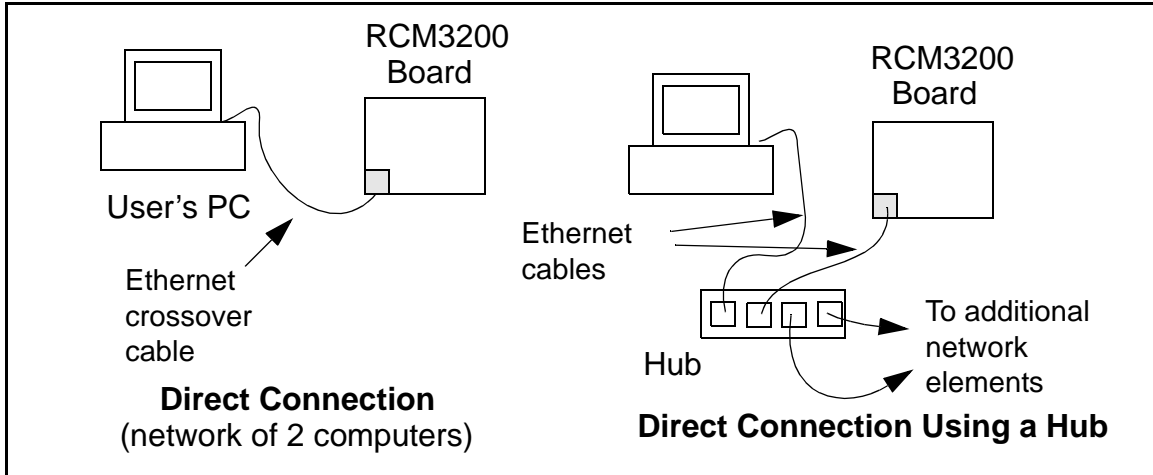 RCM3200
Board
User's PC
Ethernet
crossover
cable
Direct Connection
(network of 2 computers)
RCM3200
Board
Ethernet
cables
Hub
To additional
network
elements
Direct Connection Using a Hub